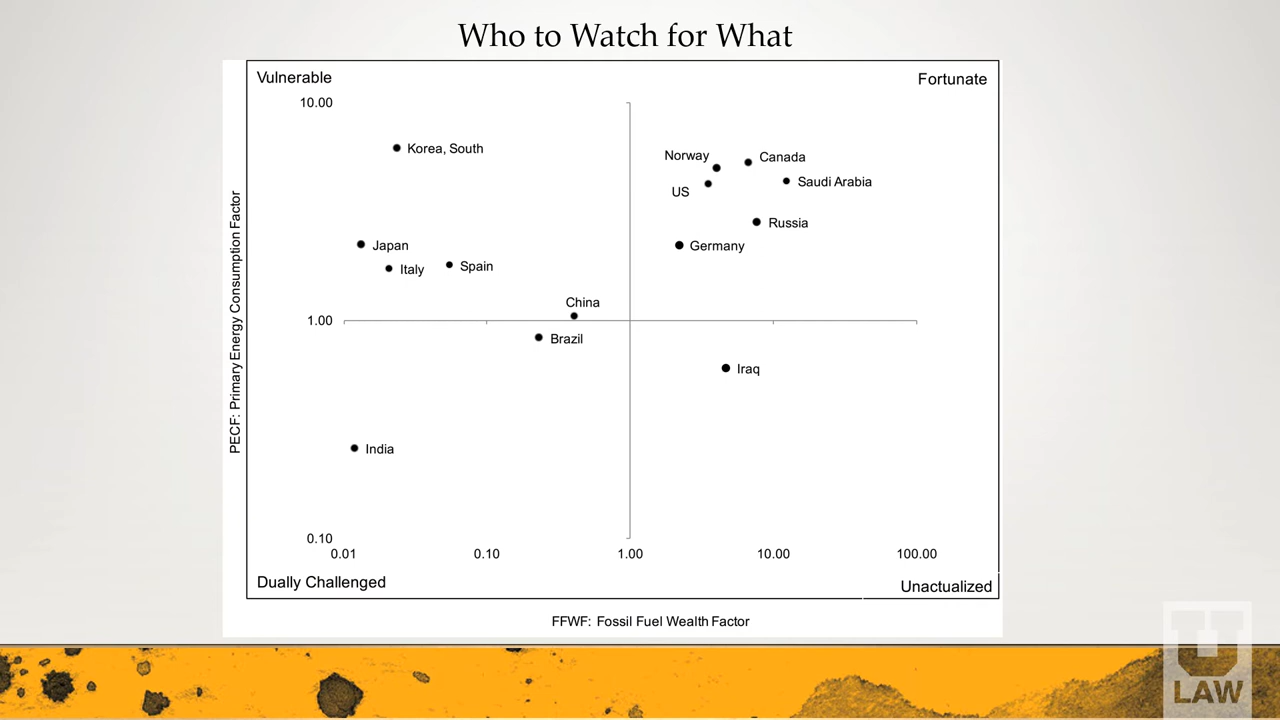 Who to Watch for What
Vulnerable
Fortunate
10.00
Korea, South
Norway
Canada
US
Saudi Arabia
Russia
Japan
Germany
Italy
Spain
China
1.00
Brazil
Iraq
India
0.10
0.01
0.10
1.00
10.00
100.00
Dually Challenged
Unactualized
PECF: Primary Energy Consumption Factor
FFWF: Fossil Fuel Wealth Factor
U
LAW